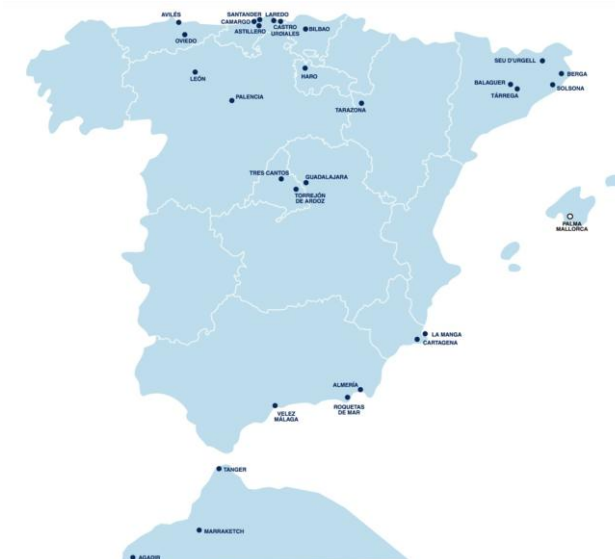 AVILÉS
OVIEDO
SANTANDER
LAREDO
CAMARGO
CASTRO
URDIALES
ASTILLERO
BILBAO
LEÓN
HARO
PALENCIA
TARAZONA
SEU D'URGELL
BERGA
BALAGUER
SOLSONA
TÁRREGA
TRES CANTOS
GUADALAJARA
TORREJÓN
DE ARDOZ
PALMA
MALLORCA
LA MANGA
CARTAGENA
ALMERÍA
ROQUETAS
DE MAR
VELEZ
MÁLAGA
TANGER
MARRAKETCH
AGADIR